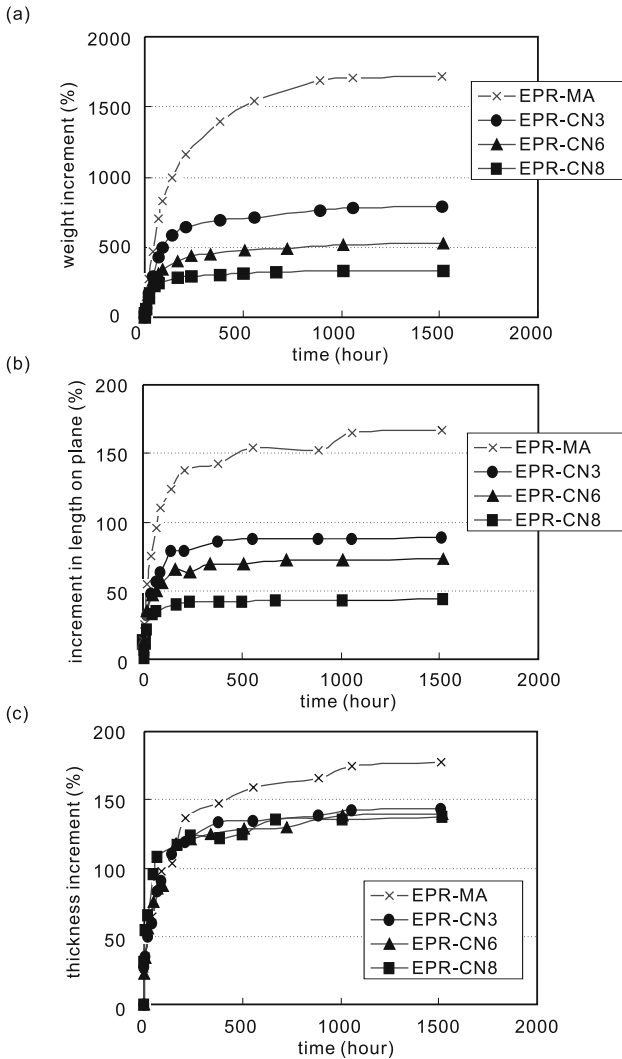 (a)
2000
1500
1000
500
0
weight increment (%)
EPR-MA
EPR-CN3
EPR-CN6
EPR-CN8
0 500 1000 1500 2000
time (hour)
(b)
200
150
100
50
0
increment in length on plane (%)
EPR-MA
EPR-CN3
EPR-CN6
EPR-CN8
0 500 1000 1500 2000
time (hour)
(c)
200
150
100
50
0
thickness increment (%)
EPR-MA
EPR-CN3
EPR-CN6
EPR-CN8
0 500 1000 1500 2000
time (hour)